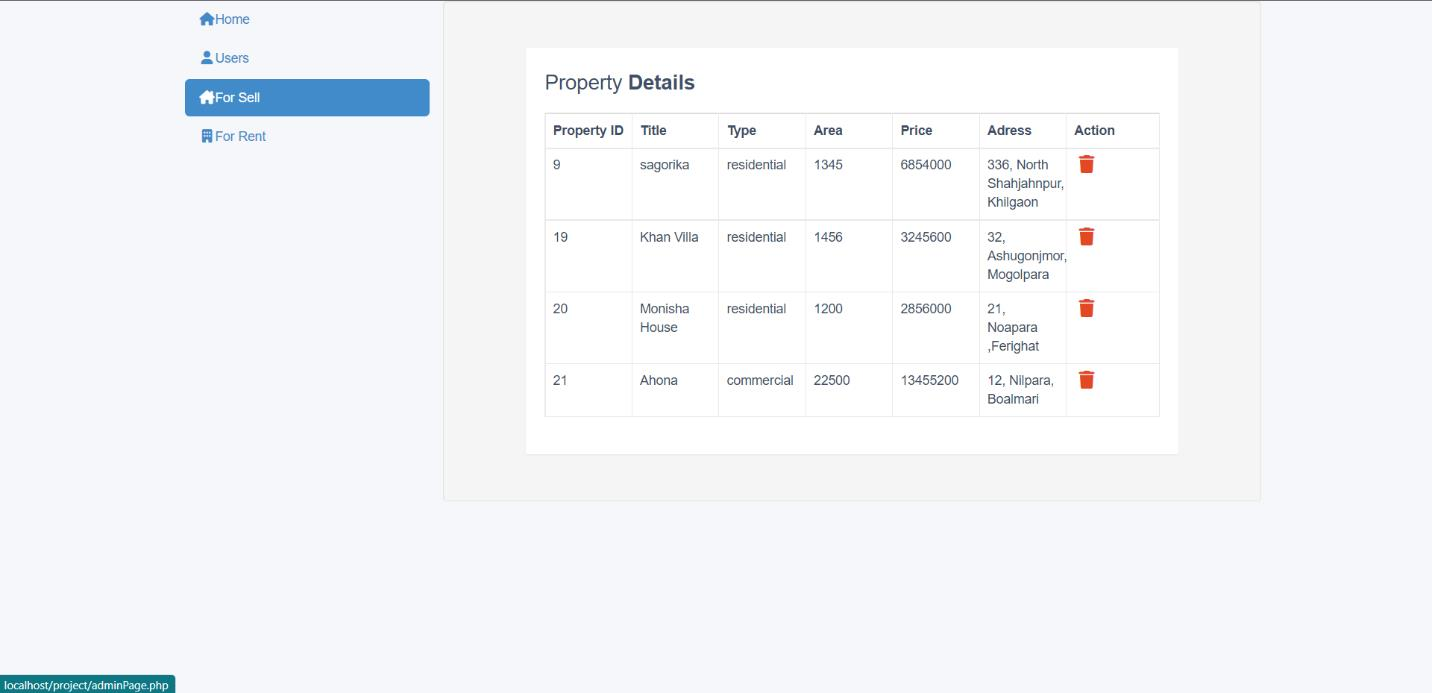 Home
Users
For Sell
For Rent
Property Details
Property ID Title Type Area Price Adress Action
9 sagorika residential 1345 6854000 336, North
Shahjahnpur,
Khilgaon
19 Khan Villa residential 1456 3245600 32,
Ashugonjmor,
Mogolpara
20 Monisha residential 1200 2856000 21,
House Noapara
,Ferighat
21 Ahona commercial 22500 13455200 12, Nilpara,
Boalmari
localhost/project/adminPage.php